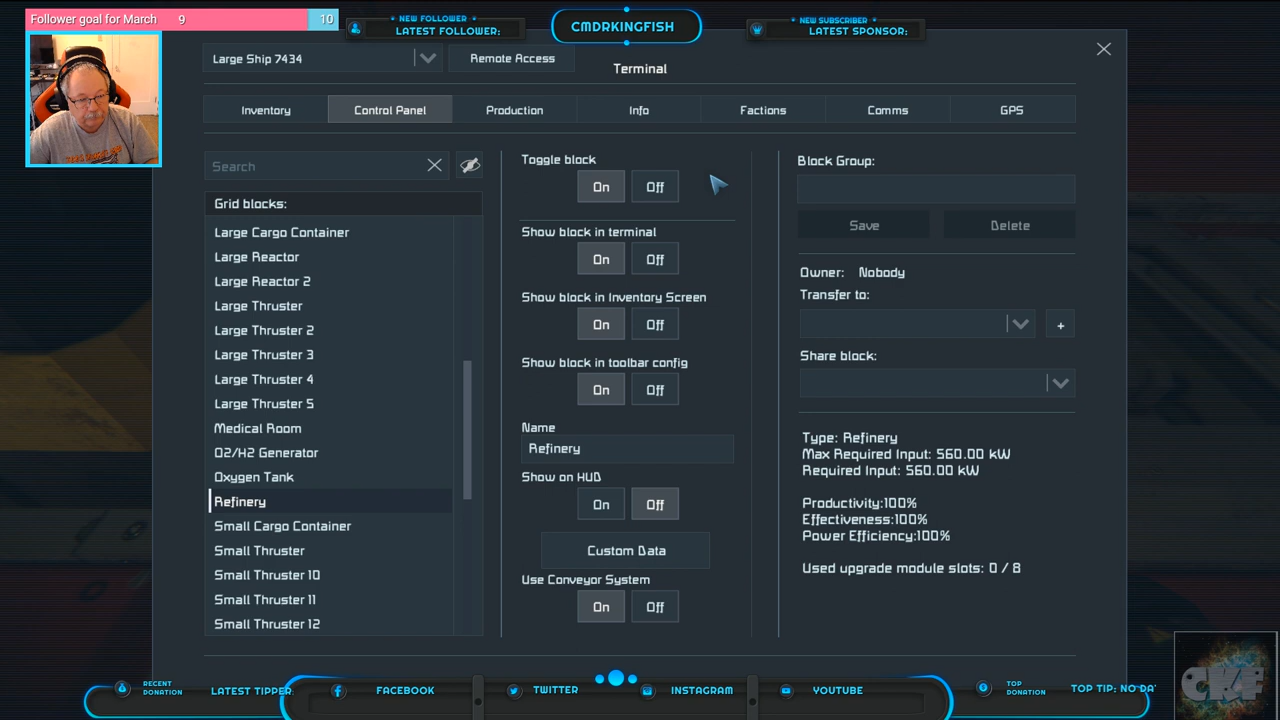 Follower goal for March 9 10
NEW FOLLOWER
LATEST FOLLOWER:
CMDRKINGFISH
NEW SUBSCRIBER
LATEST SPONSOR:
Large Ship 7434
Remote Access
Terminal
Inventory
Control Panel
Production
Info
Factions
Comms
GPS
Search
Grid blocks:
Large Cargo Container
Large Reactor
Large Reactor 2
Large Thruster
Large Thruster 2
Large Thruster 3
Large Thruster 4
Large Thruster 5
Medical Room
O2/H2 Generator
Oxygen Tank
Refinery
Small Cargo Container
Small Thruster
Small Thruster 10
Small Thruster 11
Small Thruster 12
Toggle block
On Off
Show block in terminal
On Off
Show block in Inventory Screen
On Off
Show block in toolbar config
On Off
Name
Refinery
Show on HUD
On Off
Custom Data
Use Conveyor System
On Off
Block Group:
Save Delete
Owner: Nobody
Transfer to:
+
Share block:
Type: Refinery
Max Required Input: 560.00 kW
Required Input: 560.00 kW
Productivity:100%
Effectiveness:100%
Power Efficiency:100%
Used upgrade module slots: 0 / 8
RECENT
DONATION
LATEST TIPPER:
FACEBOOK
TWITTER
INSTAGRAM
YOUTUBE
TOP
DONATION
TOP TIP: NO DA
CKF